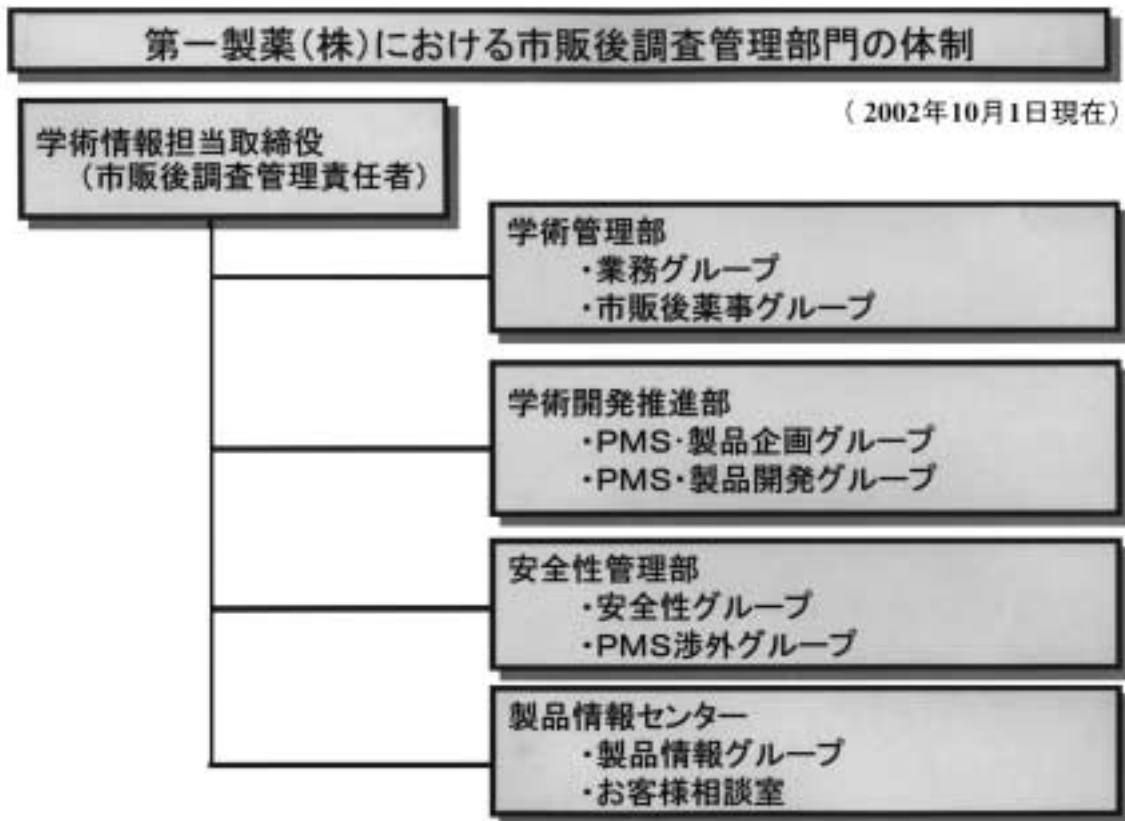 第一製薬(株)における市販後調査管理部門の体制
( 2002年10月1日現在)
学術情報担当取締役
(市販後調査管理責任者)
学術管理部
・業務グループ
・市販後薬事グループ
学術開発推進部
・PMS・製品企画グループ
・PMS・製品開発グループ
安全性管理部
・安全性グループ
・PMS渉外グループ
製品情報センター
・製品情報グループ
・お客様相談室